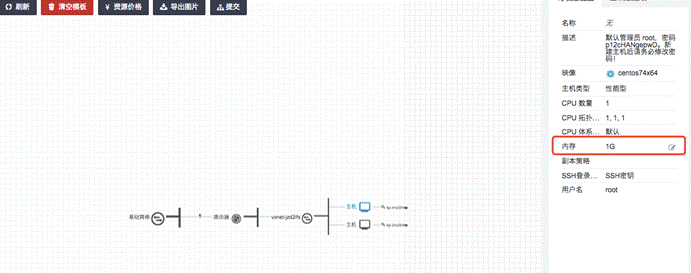 刷新
清空模板
¥ 资源价格
导出图片
提交
名称 无
描述 默认管理员 root，密码
p12cHANgepwD。新
建主机后请务必修改密
码！
映像 centos74x64
主机类型 性能型
CPU 数量 1
CPU 拓扑... 1, 1, 1
CPU 体系... 默认
内存 1G
副本策略
SSH登录... SSH密钥
用户名 root
主机
基础网络
路由器
主机